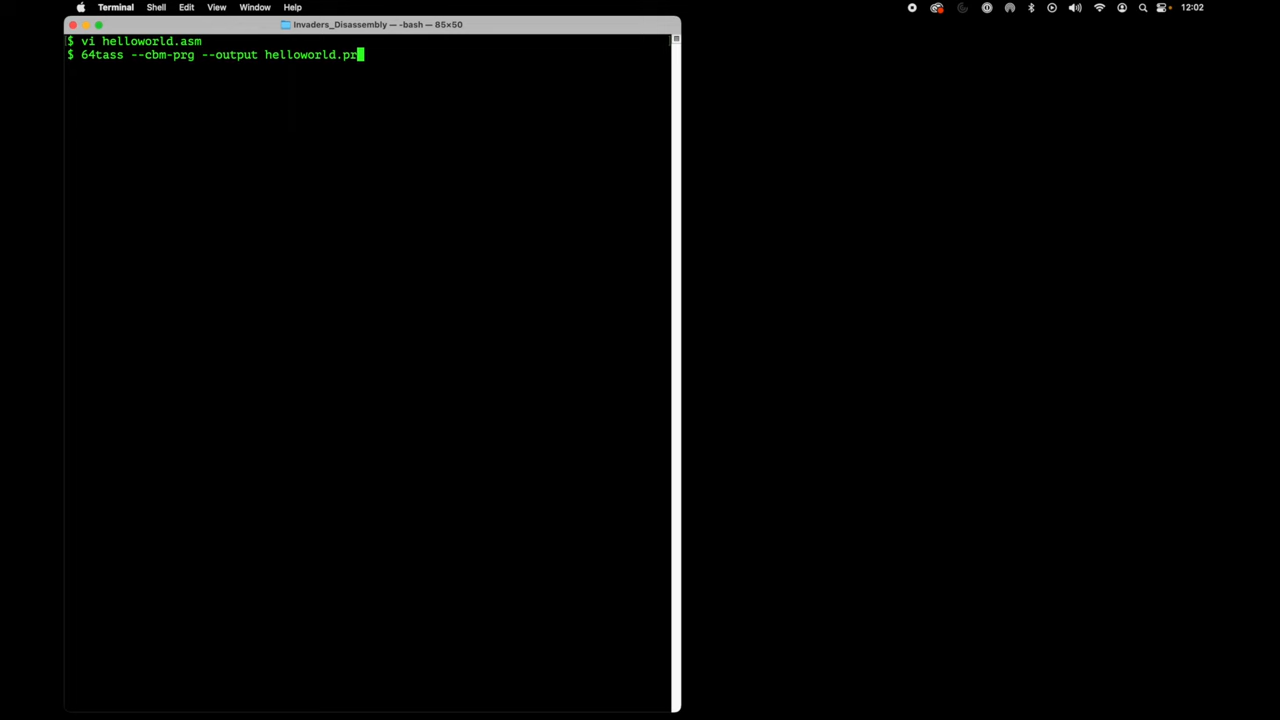 Terminal Shell Edit View Window Help 12:02
Invaders_Disassembly — -bash — 85×50
$ vi helloworld.asm
$ 64tass --cbm-prg --output helloworld.pr